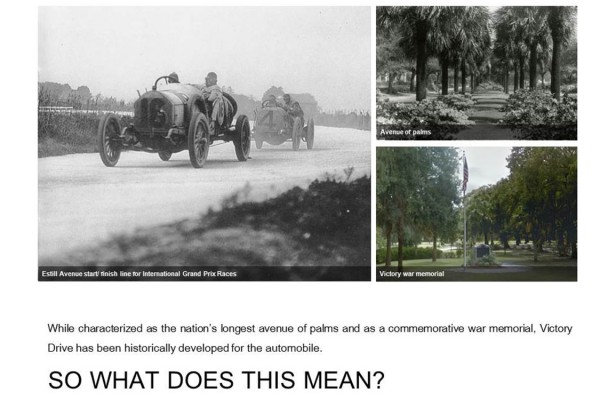 Avenue of palms
Estill Avenue start/ finish line for International Grand Prix Races
Victory war memorial
While characterized as the nation's longest avenue of palms and as a commemorative war memorial, Victory
Drive has been historically developed for the automobile.
SO WHAT DOES THIS MEAN?